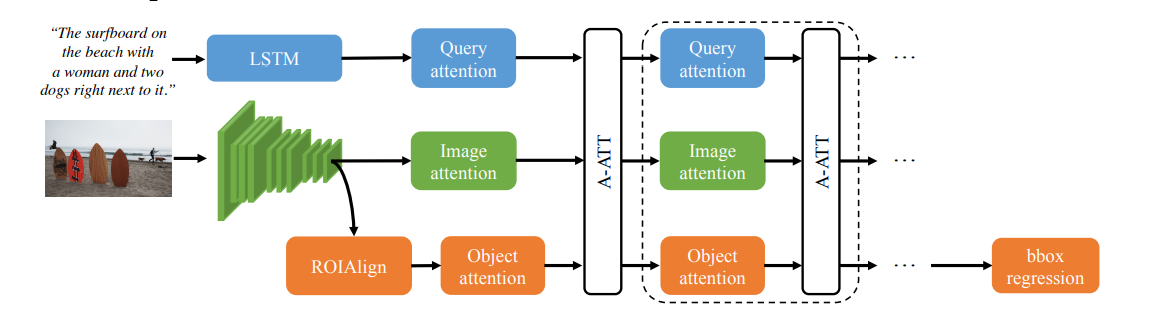 “The surfboard on
the beach with
a woman and two
dogs right next to it.”
LSTM
Query
attention
A-ATT
Query
attention
A-ATT
...
Image
attention
Image
attention
...
ROIAlign
Object
attention
Object
attention
...
bbox
regression